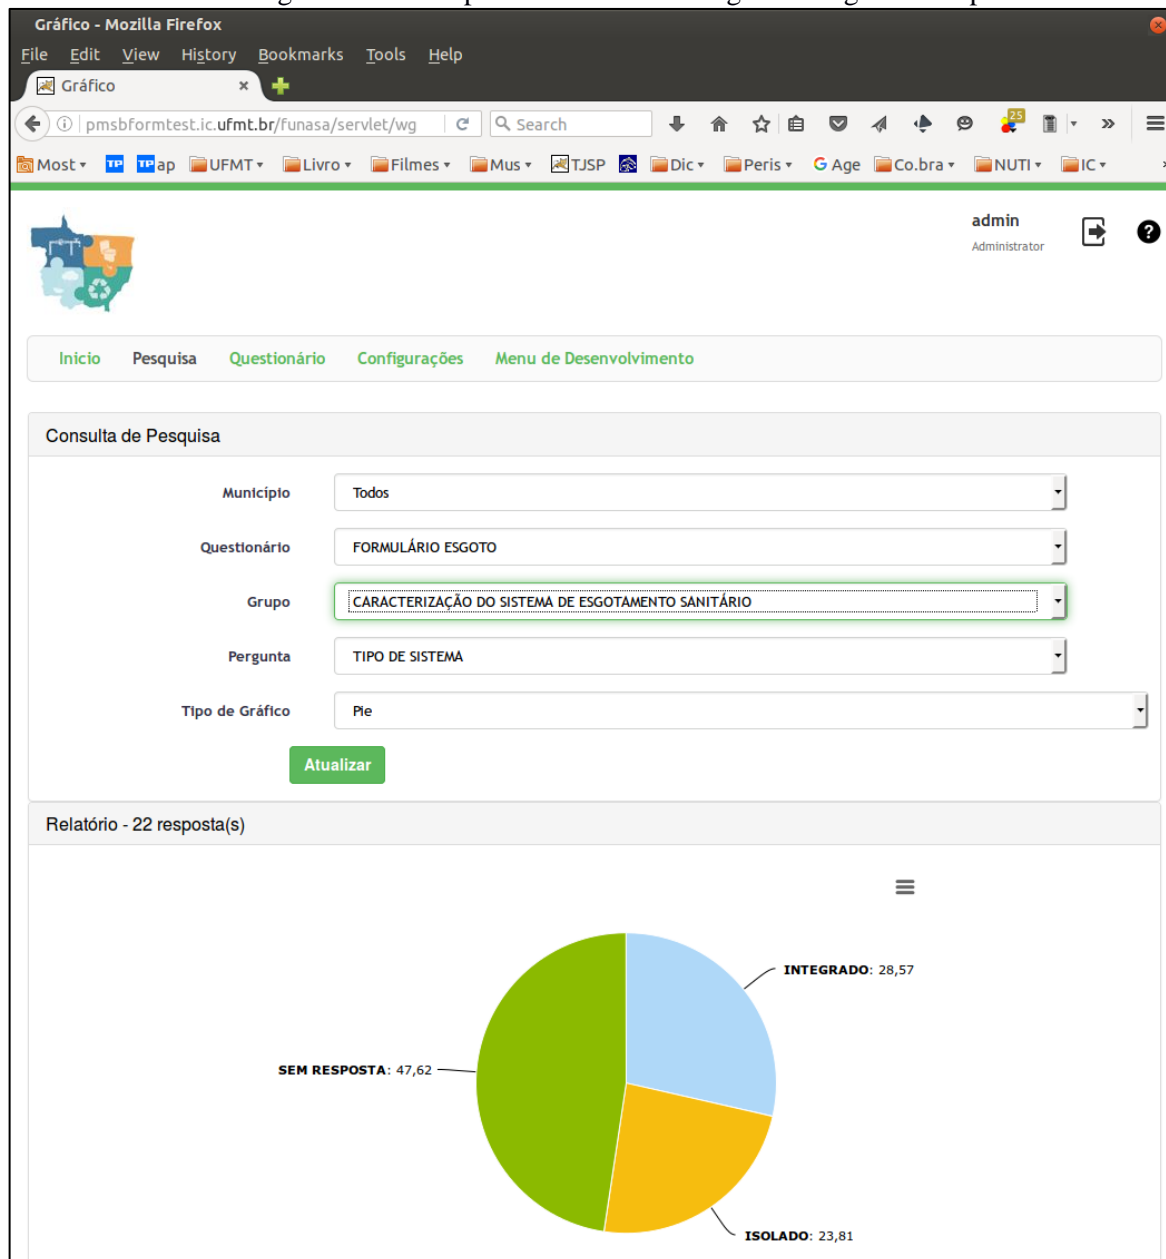 Gráfico - Mozilla Firefox
File Edit View History Bookmarks Tools Help
Gráfico
pmsbformtest.ic.ufmt.br/funasa/servlet/wg Search 25
Most TP TP ap UFMT Livro Filmes Mus TJSP Dic Peris G Age Co.bra NUTI IC
admin
Administrator
Inicio Pesquisa Questionário Configurações Menu de Desenvolvimento
Consulta de Pesquisa
Município Todos
Questionário FORMULÁRIO ESGOTO
Grupo CARACTERIZAÇÃO DO SISTEMA DE ESGOTAMENTO SANITÁRIO
Pergunta TIPO DE SISTEMA
Tipo de Gráfico Pie
Atualizar
Relatório - 22 resposta(s)
INTEGRADO: 28,57
SEM RESPOSTA: 47,62
ISOLADO: 23,81